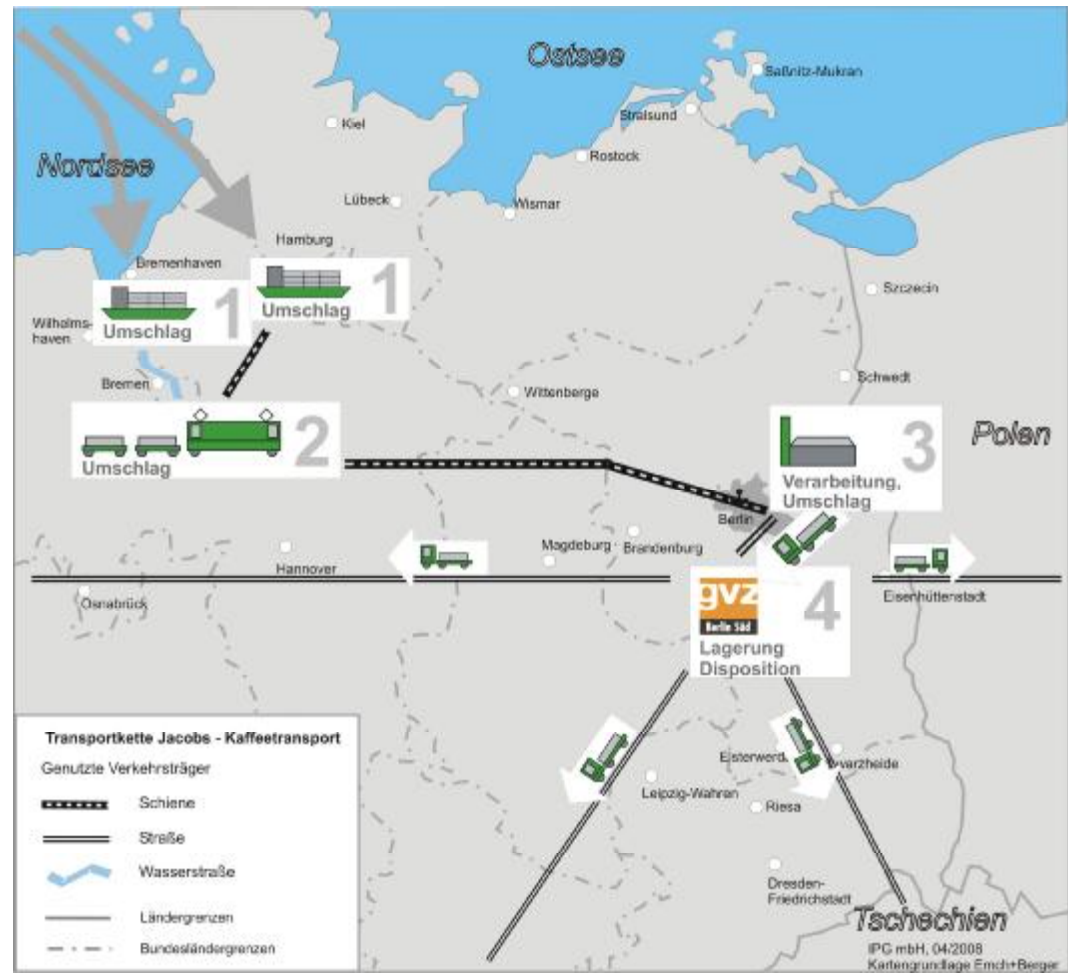 Ostsee
Saßnitz-Mukran
Stralsund
Kiel
Rostock
Nordsee
Lübeck
Wismar
Hamburg
Bremenhaven
1
Umschlag
1
Umschlag
Szczecin
Wilhelms-
haven
Bremen
Schwedt
Wittenberge
2
Umschlag
3
Verarbeitung,
Umschlag
Polen
Berlin
Magdeburg
Brandenburg
Hannover
Osnabrück
Eisenhüttenstadt
gvz
Berlin Süd
4
Lagerung
Disposition
Elsterwerd
varzheide
Leipzig-Wahren
Riesa
Dresden-
Friedrichstadt
Tschechien
IPG mbH, 04/2008
Kartengrundlage Emch+Berger
Transportkette Jacobs - Kaffeetransport
Genutzte Verkehrsträger
Schiene
Straße
Wasserstraße
Ländergrenzen
Bundesländergrenzen